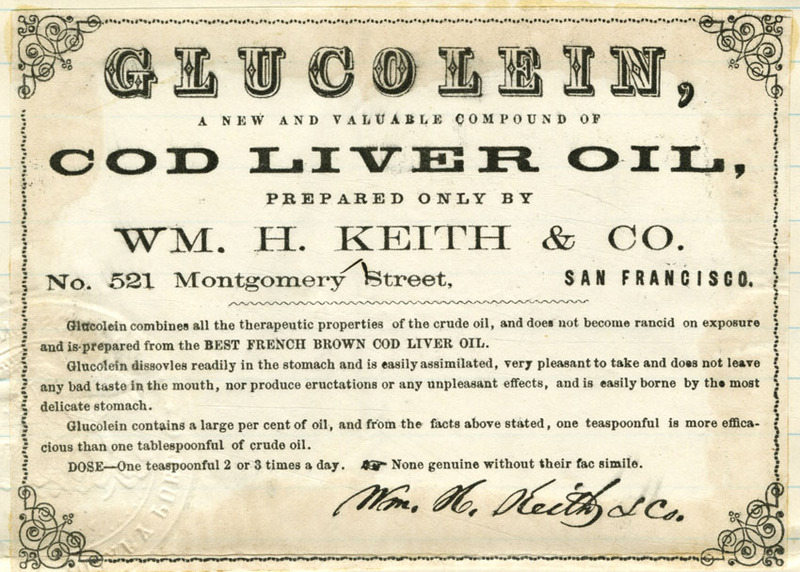 GLUCOLEIN,
A NEW AND VALUABLE COMPOUND OF
COD LIVER OIL,
PREPARED ONLY BY
WM. H. KEITH & CO.
No. 521 Montgomery Street, SAN FRANCISCO.
Glucolein combines all the therapeutic properties of the crude oil, and does not become rancid on exposure
and is prepared from the BEST FRENCH BROWN COD LIVER OIL.
Glucolein dissovles readily in the stomach and is easily assimilated, very pleasant to take and does not leave
any bad taste in the mouth, nor produce eructations or any unpleasant effects, and is easily borne by the most
delicate stomach.
Glucolein contains a large per cent of oil, and from the facts above stated, one teaspoonful is more effica-
cious than one tablespoonful of crude oil.
DOSE—One teaspoonful 2 or 3 times a day. ☞ None genuine without their fac simile.
Wm. H. Keith & Co.